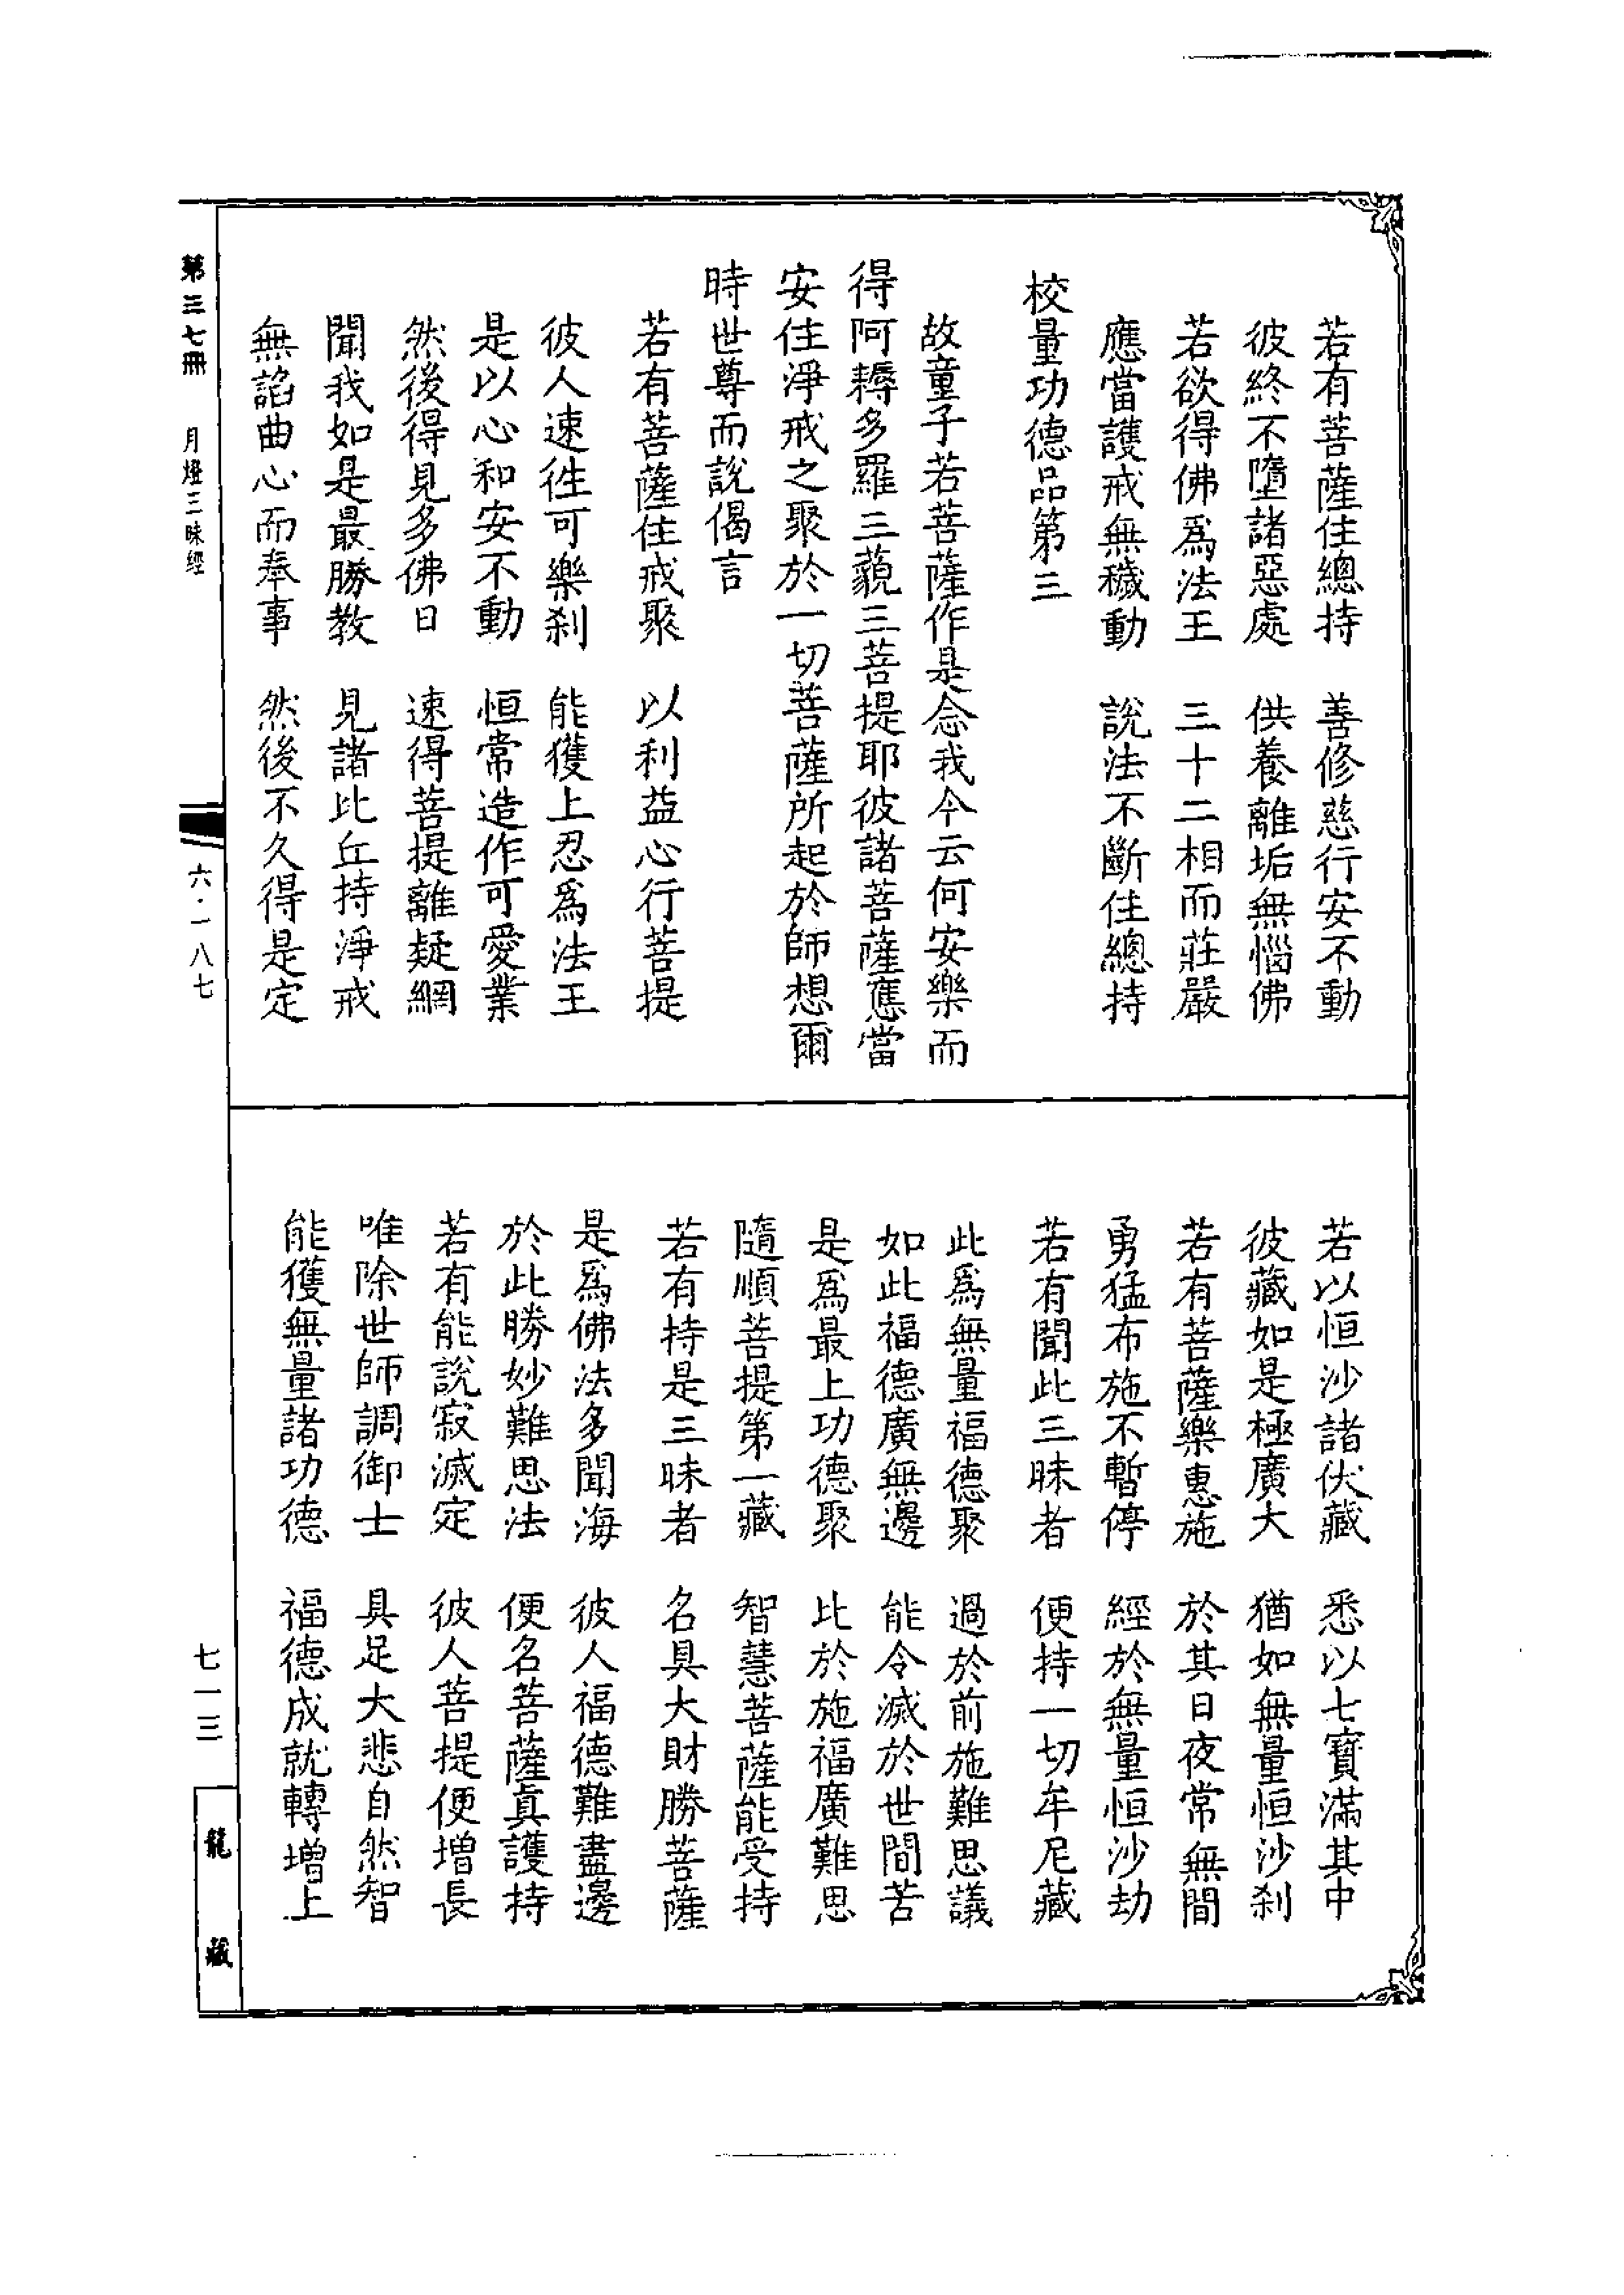 若有菩薩住總持　善修慈行安不動
彼終不墮諸惡處　供養離垢無惱佛
若欲得佛爲法王　三十二相而莊嚴
應當護戒無穢動　說法不斷住總持
校量功德品第三
故童子若菩薩作是念我今云何安樂而
得阿耨多羅三藐三菩提耶彼諸菩薩應當
安住淨戒之聚於一切菩薩所起於師想爾
時世尊而說偈言
若有菩薩住戒聚　以利益心行菩提
彼人速徃可樂刹　能獲上忍爲法王
是以心和安不動　恒常造作可愛業
然後得見多佛日　速得菩提離疑網
聞我如是最勝教　見諸比丘持淨戒
無諂曲心而奉事　然後不久得是定
若以恒沙諸伏藏　悉以七寶滿其中
彼藏如是極廣大　猶如無量恒沙刹
若有菩薩樂惠施　於其日夜常無間
勇猛布施不暫停　經於無量恒沙劫
若有聞此三昧者　便持一切牟尼藏
此爲無量福德聚　過於前施難思議
如此福德廣無邊　能令滅於世間苦
是爲最上功德聚　此於施福廣難思
隨順菩提第一藏　智慧菩薩能受持
若有持是三昧者　名具大財勝菩薩
是爲佛法多聞海　彼人福德難盡邊
於此勝妙難思法　便名菩薩真護持
若有能說寂滅定　彼人菩提便增長
唯除世師調御士　具足大悲自然智
能獲無量諸功德　福德成就轉增上
第三七冊　月燈三昧經
六·一八七
七一三
龍藏